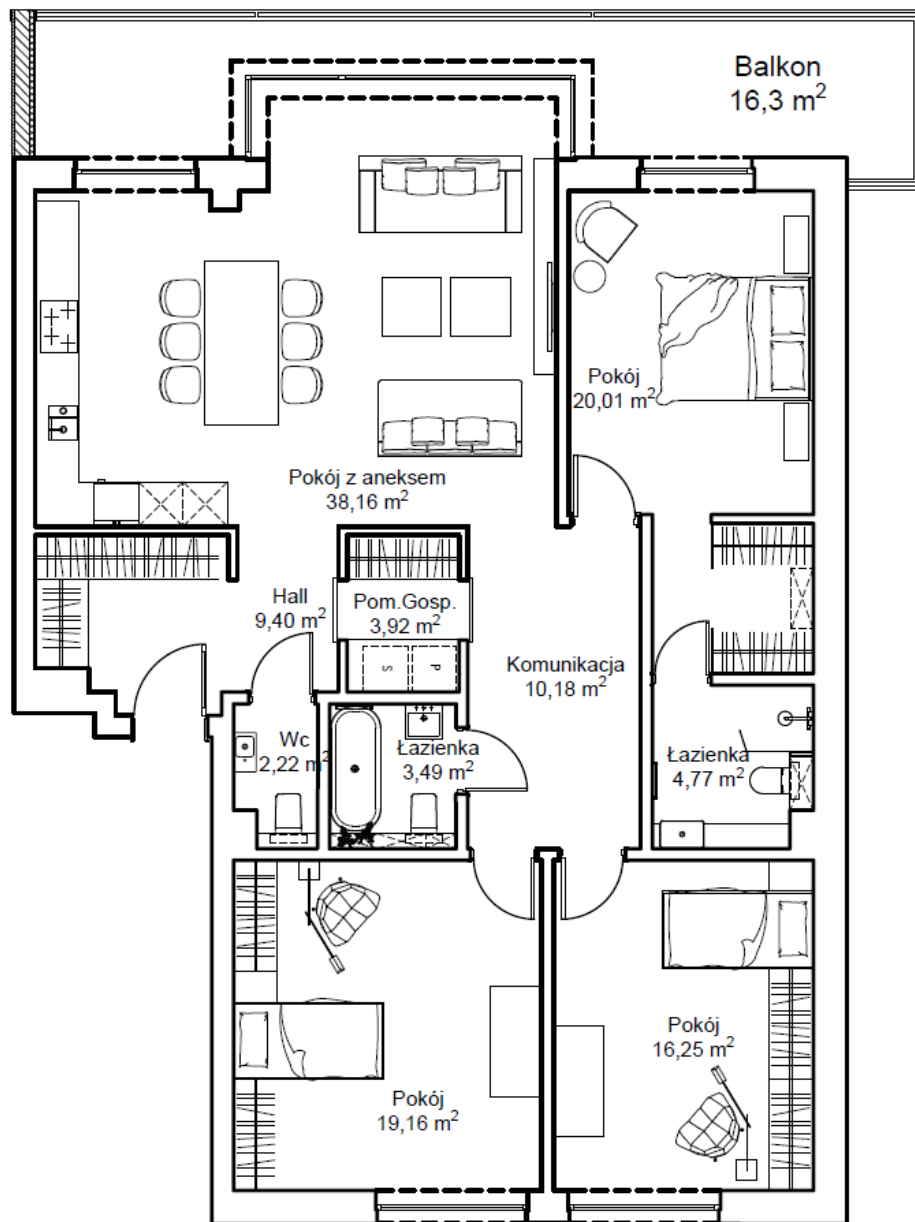 Balkon
16,3 m²
Pokój
20,01 m²
Pokój z aneksem
38,16 m²
Hall
9,40 m²
Pom.Gosp.
3,92 m²
S
P
Komunikacja
10,18 m²
Wc
2,22 m²
Łazienka
3,49 m²
Łazienka
4,77 m²
Pokój
16,25 m²
Pokój
19,16 m²